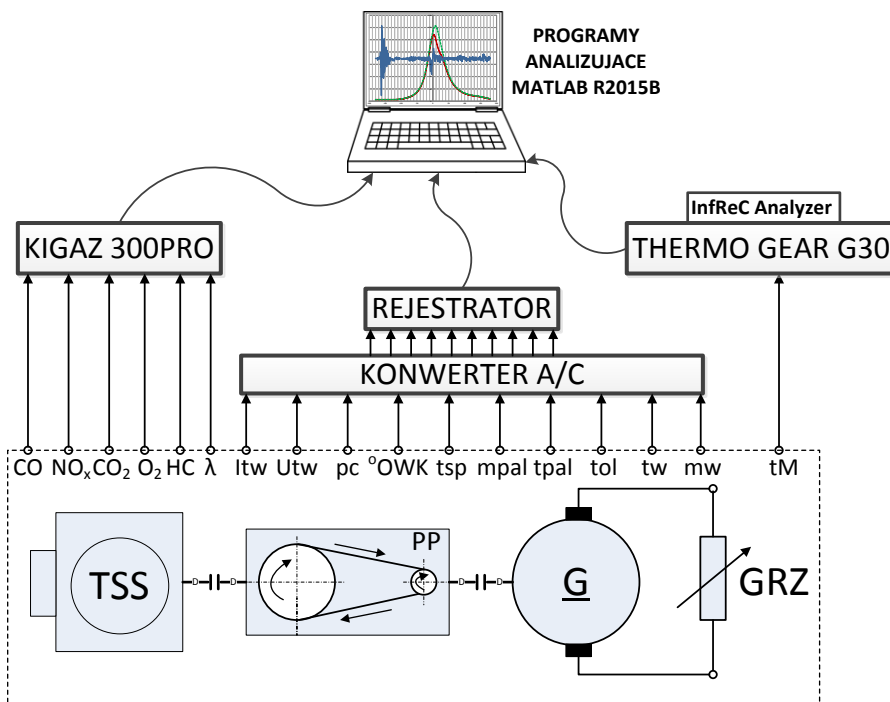 PROGRAMY
ANALIZUJACE
MATLAB R2015B
InfReC Analyzer
KIGAZ 300PRO
THERMO GEAR G30
REJESTRATOR
KONWERTER A/C
CO NOₓ CO₂ O₂ HC λ Itw Utw pc °OWK tsp mpal tpal tol tw mw tM
PP
TSS
D D
D D
G
GRZ